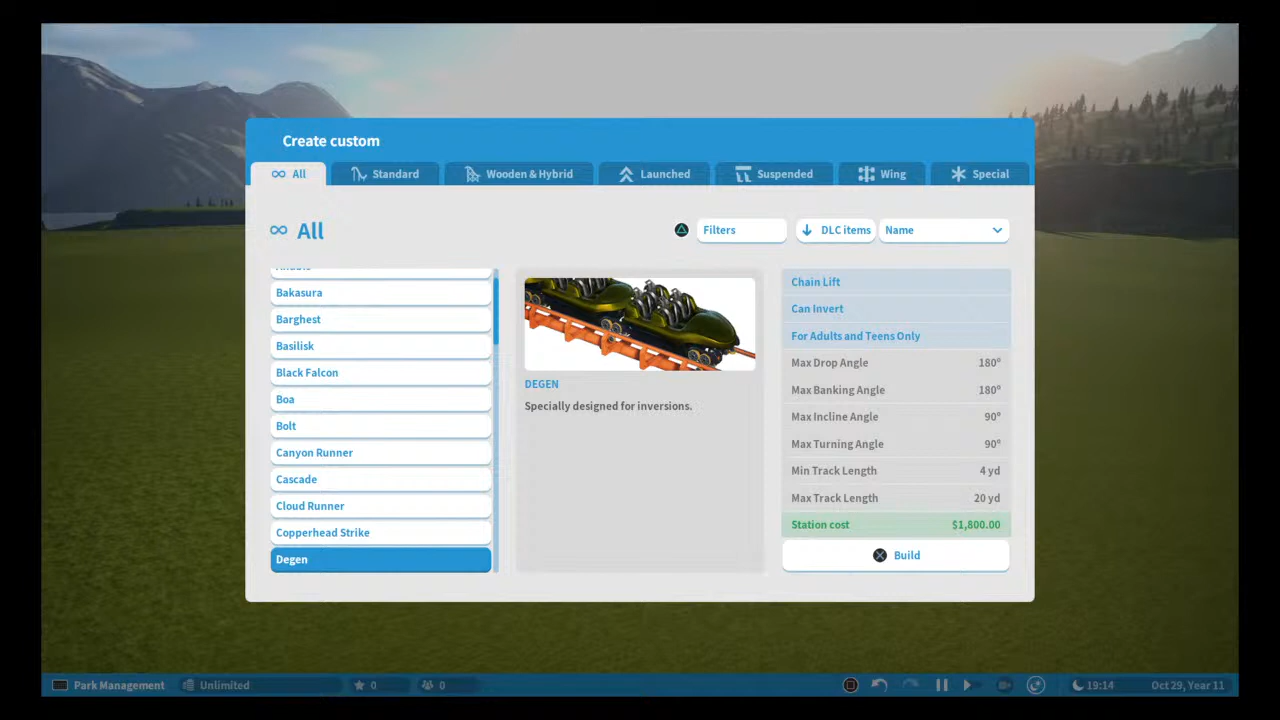 Create custom
All
Standard
Wooden & Hybrid
Launched
Suspended
Wing
Special
All
Filters
DLC items
Name
Bakasura
Barghest
Basilisk
Black Falcon
Boa
Bolt
Canyon Runner
Cascade
Cloud Runner
Copperhead Strike
Degen
DEGEN
Specially designed for inversions.
Chain Lift
Can Invert
For Adults and Teens Only
Max Drop Angle 180º
Max Banking Angle 180º
Max Incline Angle 90º
Max Turning Angle 90º
Min Track Length 4 yd
Max Track Length 20 yd
Station cost $1,800.00
Build
Park Management Unlimited 0 0 19:14 Oct 29, Year 11